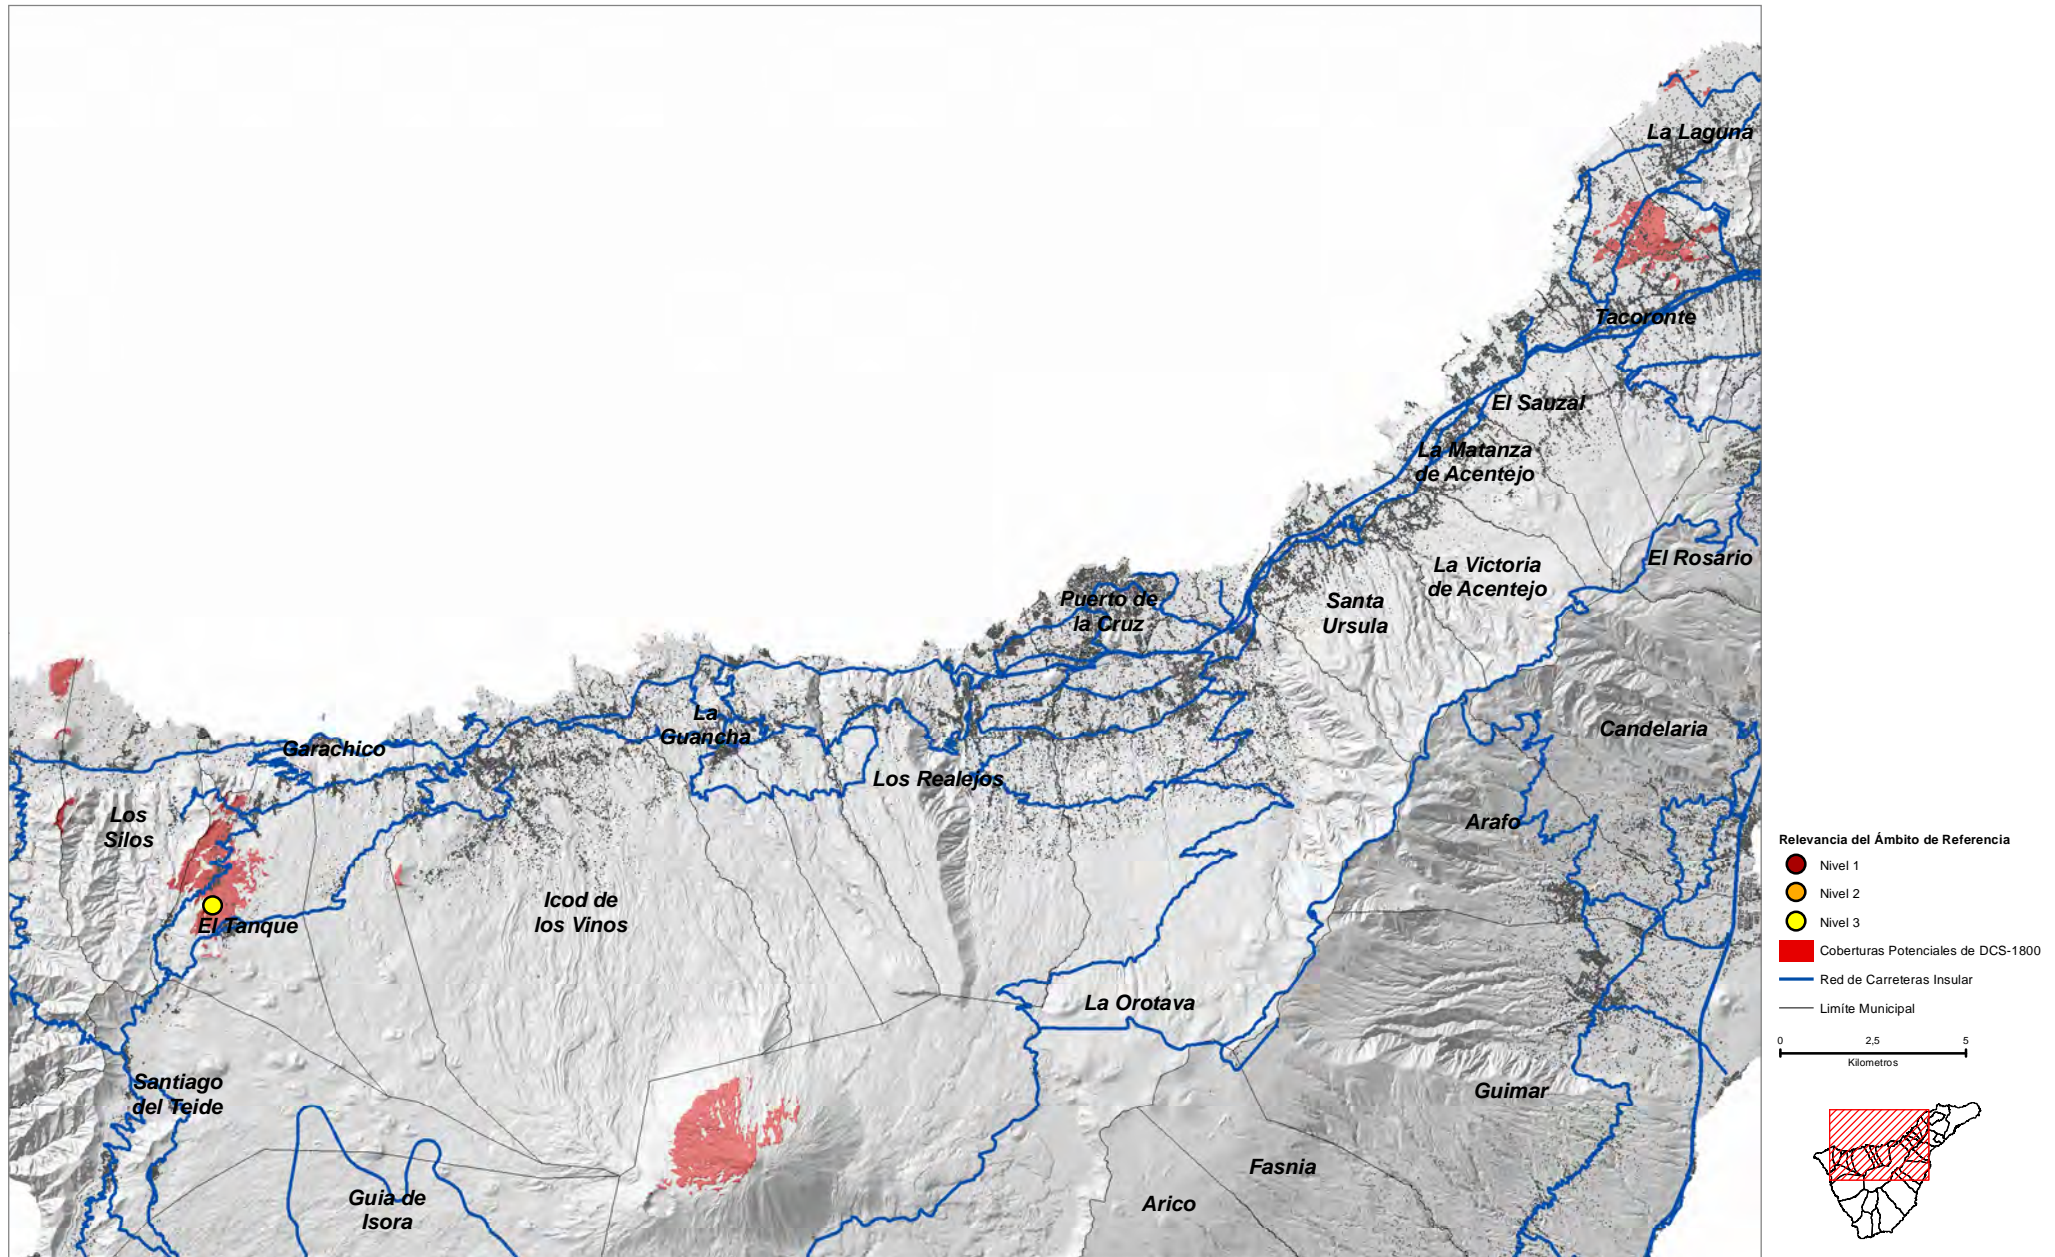 La Laguna
Tacoronte
El Sauzal
La Matanza
de Acentejo
El Rosario
La Victoria
de Acentejo
Santa
Ursula
Puerto de
la Cruz
La
Guancha
Candelaria
Garachico
Los Realejos
Los
Silos
Arafo
Icod de
los Vinos
El Tanque
La Orotava
Santiago
del Teide
Guimar
Fasnia
Guia de
Isora
Arico
Relevancia del Ámbito de Referencia
Nivel 1
Nivel 2
Nivel 3
Coberturas Potenciales de DCS-1800
Red de Carreteras Insular
Limíte Municipal
0 2,5 5
Kilometros